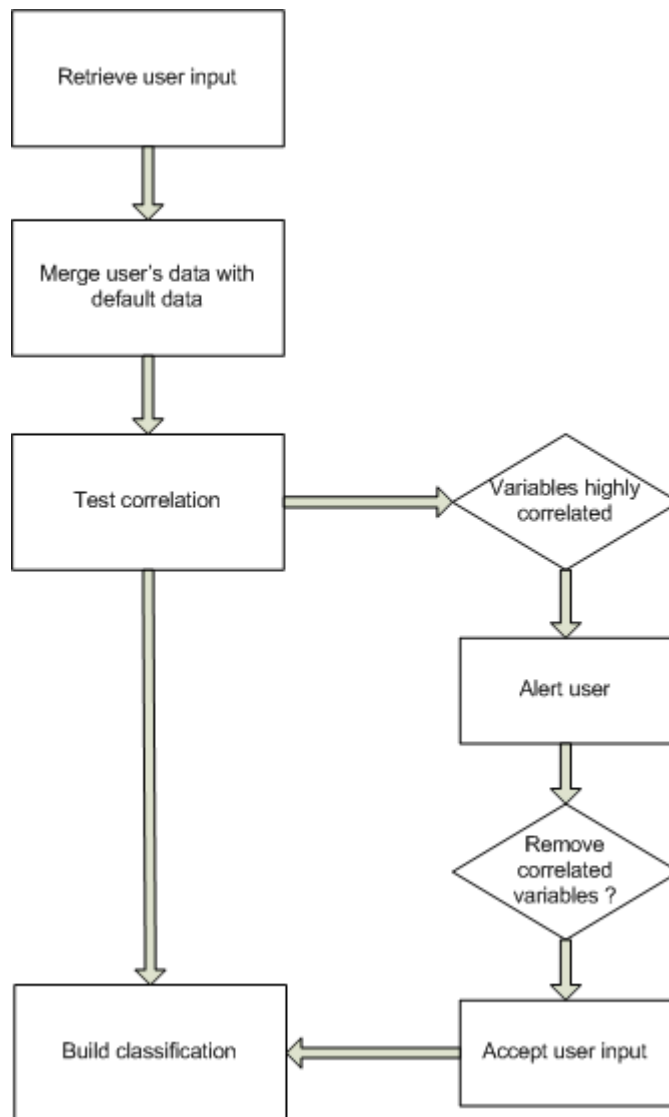 Retrieve user input
Merge user's data with
default data
Test correlation
Variables highly
correlated
Alert user
Remove
correlated
variables ?
Accept user input
Build classification